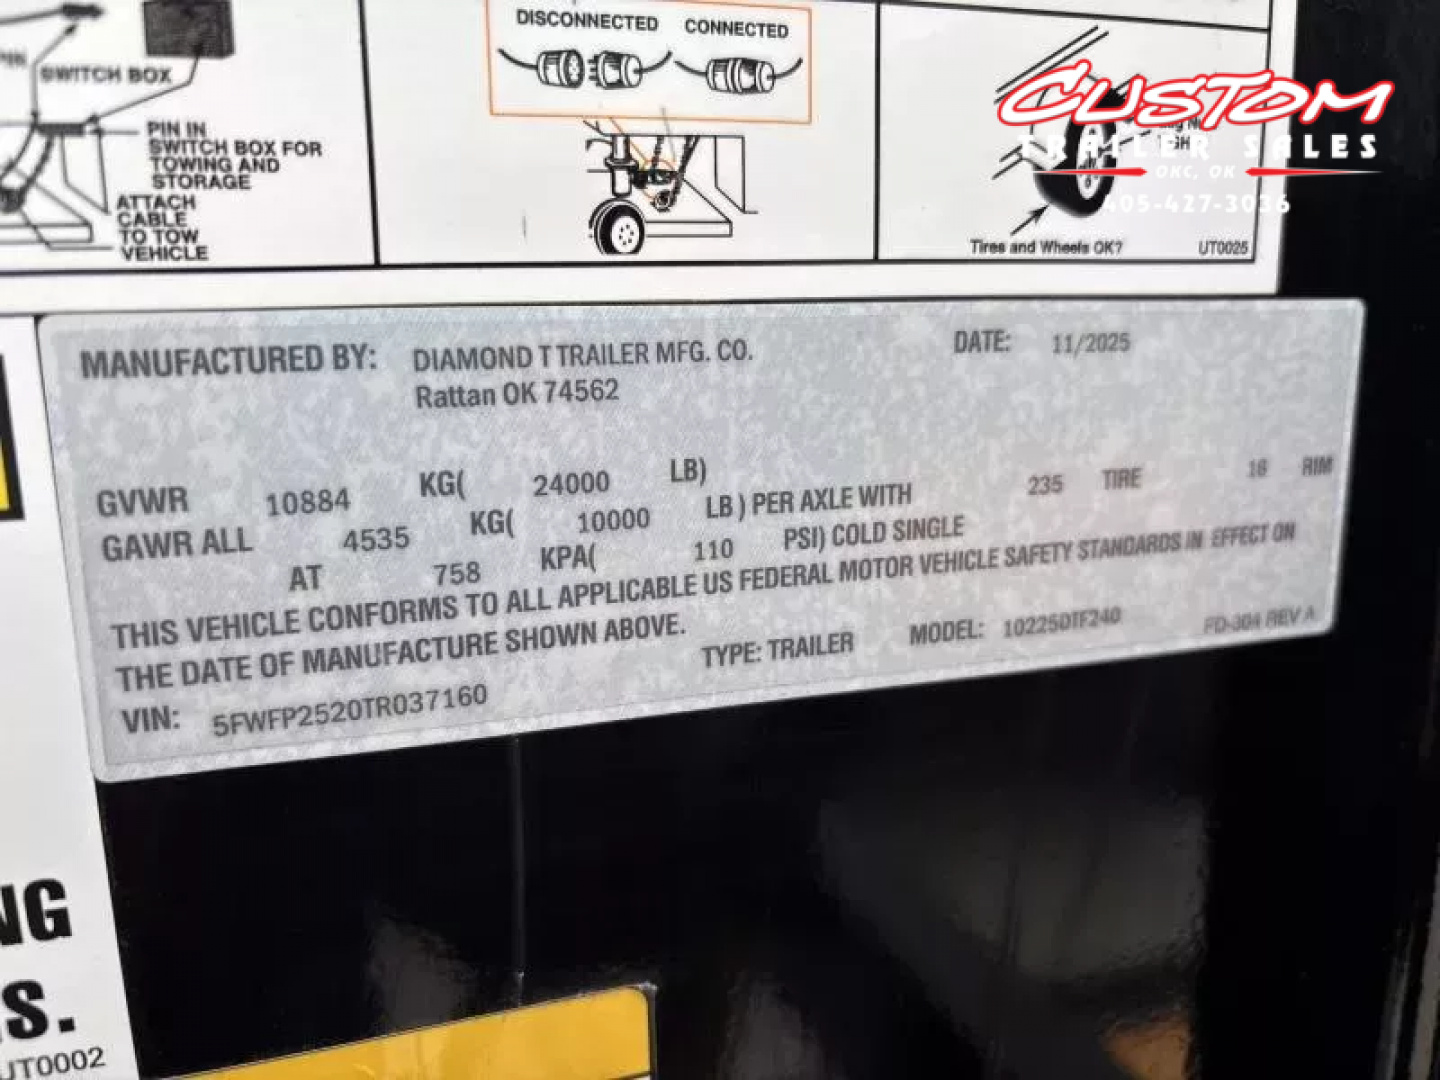 DISCONNECTED CONNECTED
SWITCH BOX
PIN IN
SWITCH BOX FOR
TOWING AND
STORAGE
ATTACH
CABLE
TO TOW
VEHICLE
Tires and Wheels OK? UT0025
CUSTOM
TRAILER SALES
OKC, OK
405-427-3036
MANUFACTURED BY: DIAMOND T TRAILER MFG. CO. DATE: 11/2025
Rattan OK 74562
GVWR 10884 KG( 24000 LB)
GAWR ALL 4535 KG( 10000 LB ) PER AXLE WITH 235 TIRE 16 RIM
AT 758 KPA( 110 PSI) COLD SINGLE
THIS VEHICLE CONFORMS TO ALL APPLICABLE US FEDERAL MOTOR VEHICLE SAFETY STANDARDS IN EFFECT ON
THE DATE OF MANUFACTURE SHOWN ABOVE.
VIN: 5FWFP2520TR037160 TYPE: TRAILER MODEL: 10225DTF240 FD-304 REV A
NG
S.
UT0002